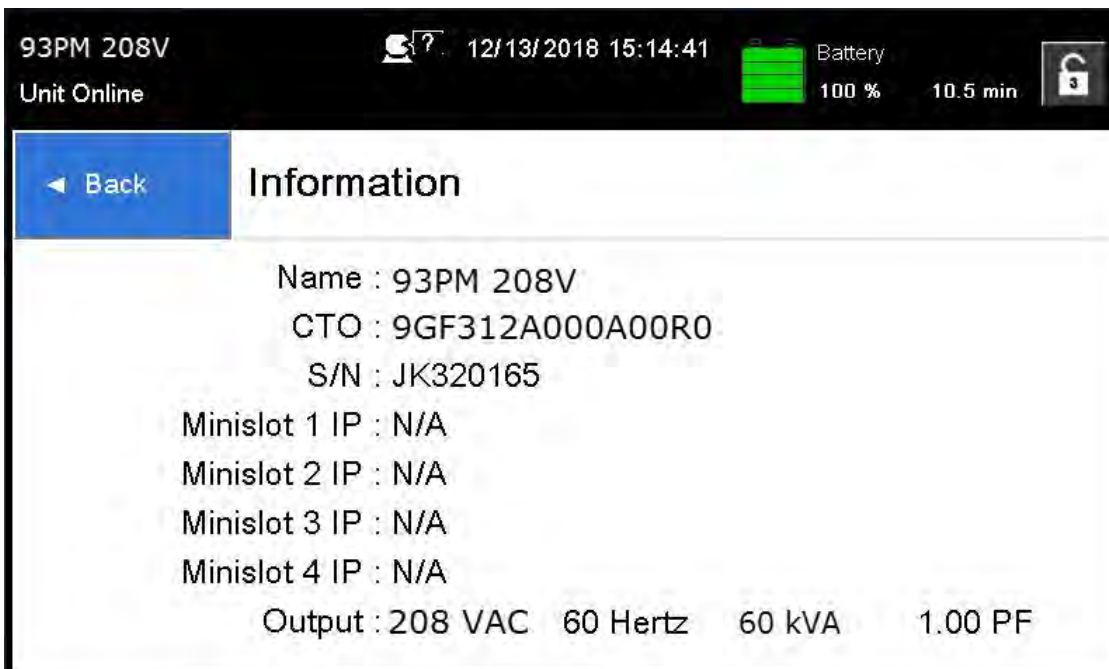 93PM 208V ? 12/13/2018 15:14:41 Battery
Unit Online 100 % 10.5 min 3
◄ Back Information
Name : 93PM 208V
CTO : 9GF312A000A00R0
S/N : JK320165
Minislot 1 IP : N/A
Minislot 2 IP : N/A
Minislot 3 IP : N/A
Minislot 4 IP : N/A
Output : 208 VAC 60 Hertz 60 kVA 1.00 PF